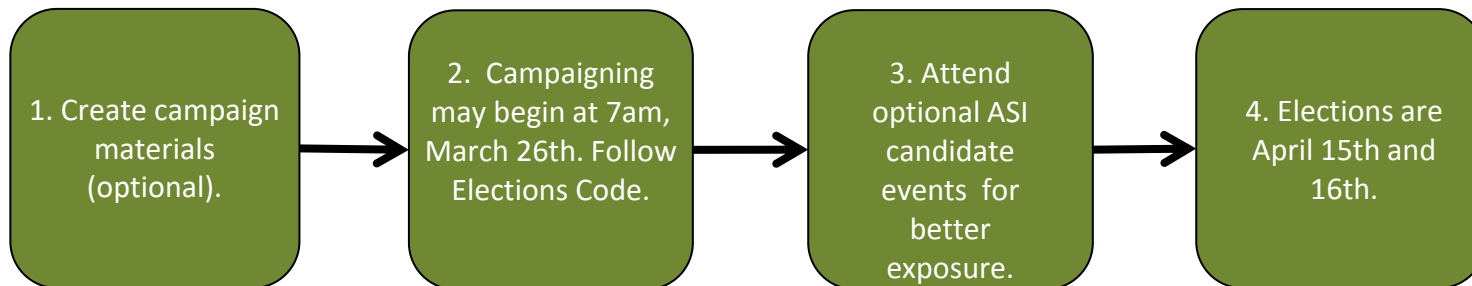 1. Create campaign
materials
(optional).
2. Campaigning
may begin at 7am,
March 26th. Follow
Elections Code.
3. Attend
optional ASI
candidate
events for
better
exposure.
4. Elections are
April 15th and
16th.